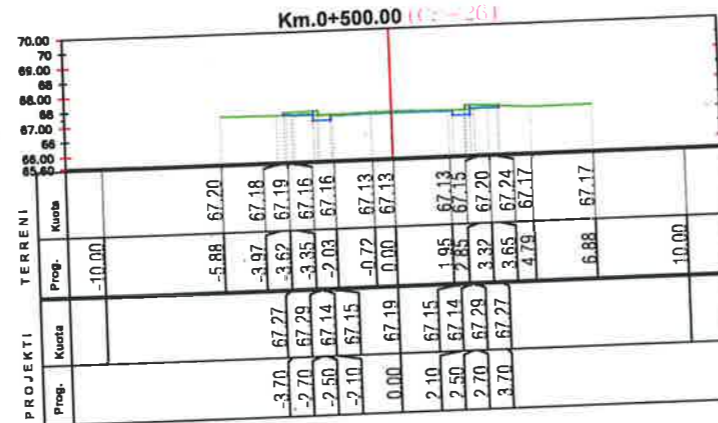 Km.0+500.00 (C: -26)
70.00
70
69.00
68
68
67.00
66
66.00
65.60
TERRENI
Kuota 67.20 67.18 67.19 67.16 67.16 67.13 67.13 67.13 67.15 67.20 67.24 67.17 67.17
Prog. -10.00 -5.88 -3.97 -3.62 -3.35 -2.03 -0.72 0.00 1.95 2.85 3.32 3.65 4.79 6.88 10.00
PROJEKTI
Kuota 67.27 67.29 67.14 67.15 67.19 67.15 67.14 67.29 67.27
Prog. -3.70 -2.70 -2.50 -2.10 0.00 2.10 2.50 2.70 3.70